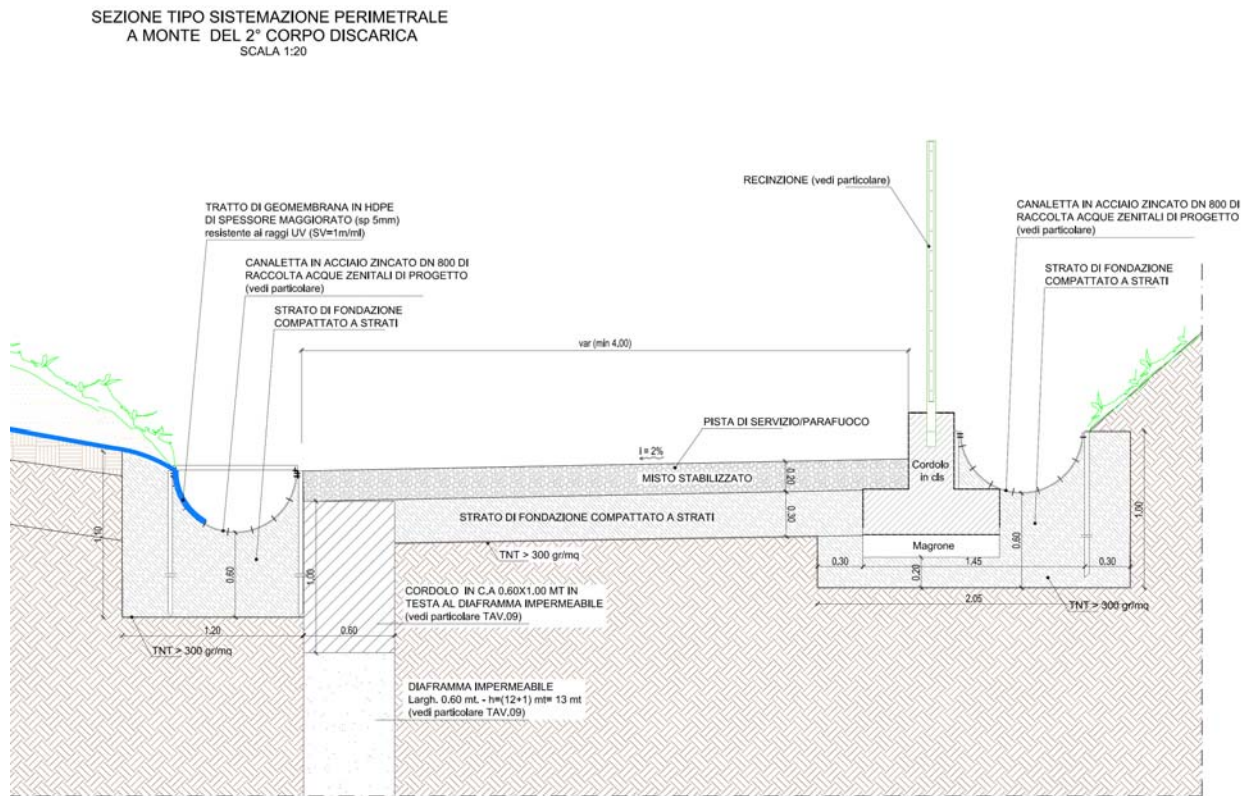 SEZIONE TIPO SISTEMAZIONE PERIMETRALE
A MONTE DEL 2° CORPO DISCARICA
SCALA 1:20
RECINZIONE (vedi particolare)
TRATTO DI GEOMEMBRANA IN HDPE
DI SPESSORE MAGGIORATO (sp 5mm)
resistente ai raggi UV (SV=1m/ml)
CANALETTA IN ACCIAIO ZINCATO DN 800 DI
RACCOLTA ACQUE ZENITALI DI PROGETTO
(vedi particolare)
STRATO DI FONDAZIONE
COMPATTATO A STRATI
CANALETTA IN ACCIAIO ZINCATO DN 800 DI
RACCOLTA ACQUE ZENITALI DI PROGETTO
(vedi particolare)
STRATO DI FONDAZIONE
COMPATTATO A STRATI
var (min 4,00)
PISTA DI SERVIZIO/PARAFUOCO
i = 2%
MISTO STABILIZZATO
0.20
Cordolo
in cls
STRATO DI FONDAZIONE COMPATTATO A STRATI
0.30
1,10
0,60
1,00
TNT > 300 gr/mq
Magrone
0,60
1,00
0.30
1.45
0.30
0,20
2.05
TNT > 300 gr/mq
CORDOLO IN C.A 0.60X1,00 MT IN
TESTA AL DIAFRAMMA IMPERMEABILE
(vedi particolare TAV.09)
1.20
0.60
TNT > 300 gr/mq
DIAFRAMMA IMPERMEABILE
Largh. 0.60 mt. - h=(12+1) mt= 13 mt
(vedi particolare TAV.09)